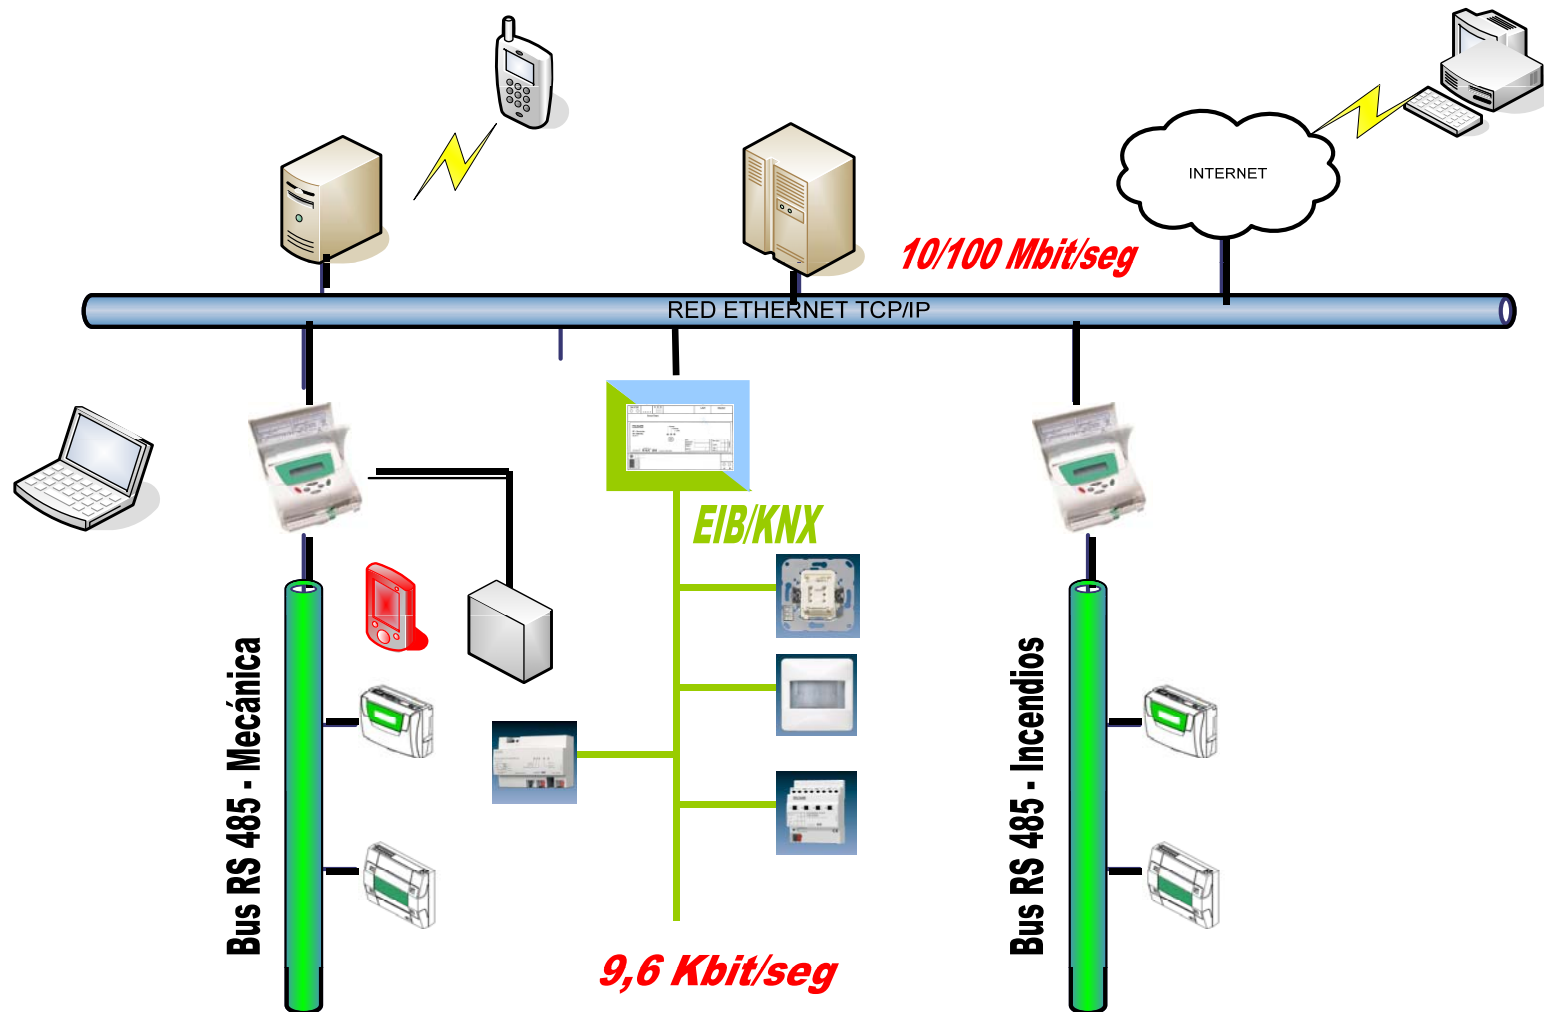 INTERNET
10/100 Mbit/seg
RED ETHERNET TCP/IP
EIB/KNX
Bus RS 485 - Mecánica
Bus RS 485 - Incendios
9,6 Kbit/seg